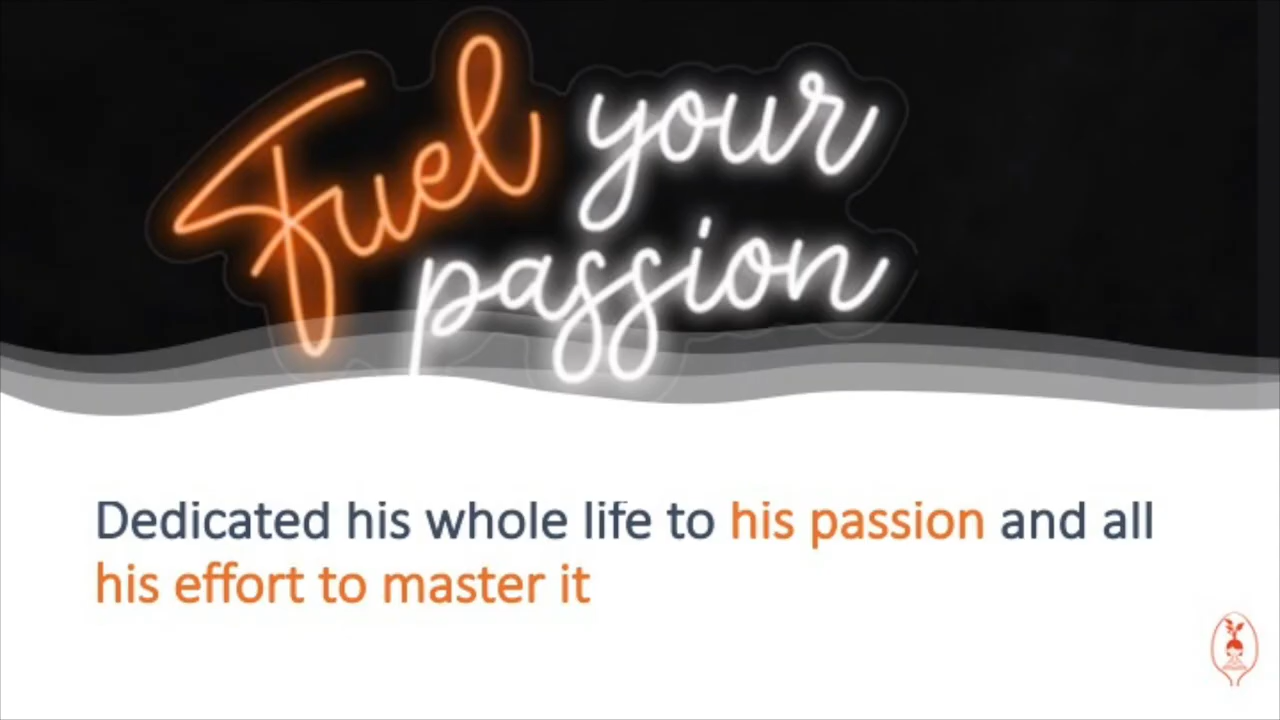 Fuel your
passion
Dedicated his whole life to his passion and all
his effort to master it